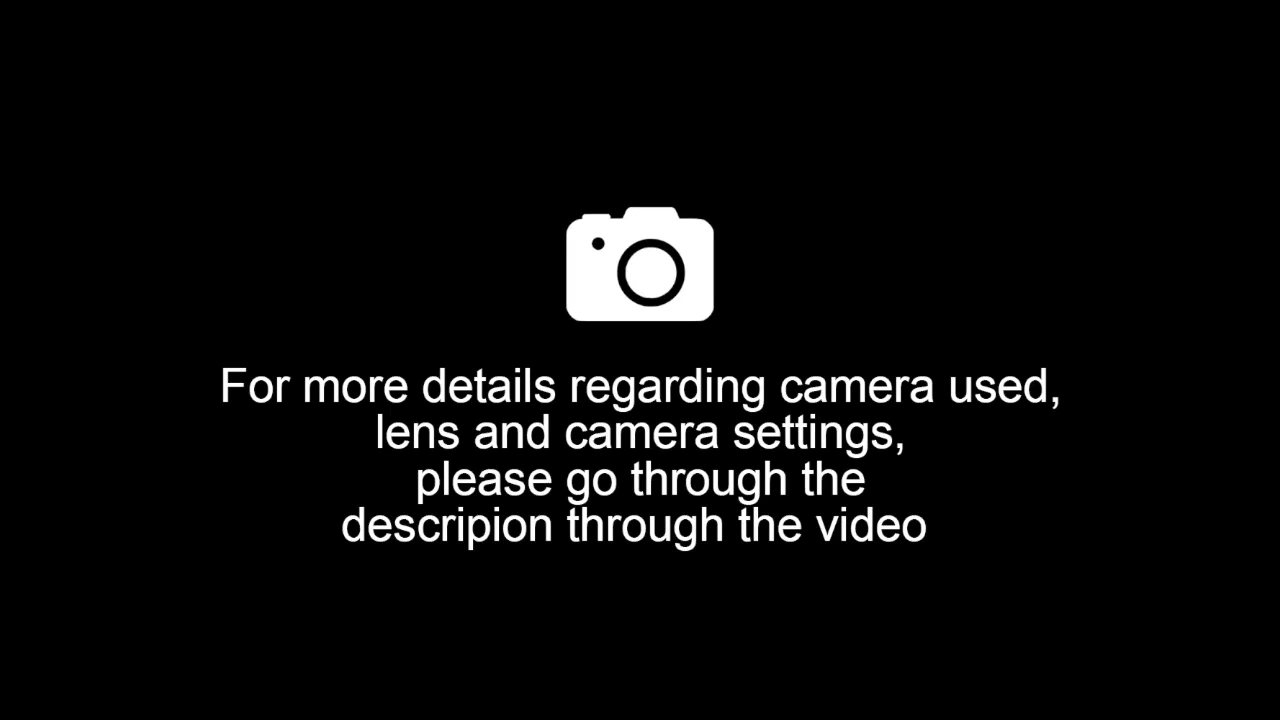 For more details regarding camera used,
lens and camera settings,
please go through the
descripion through the video